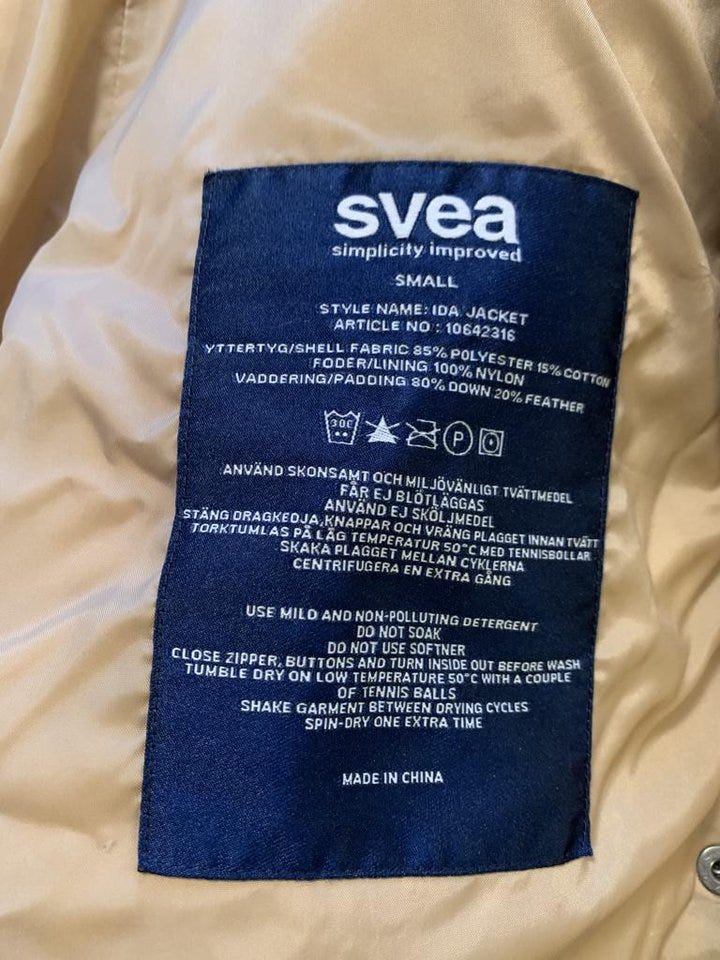 svea
simplicity improved
SMALL
STYLE NAME: IDA JACKET
ARTICLE NO : 10642316
YTTERTYG/SHELL FABRIC 85% POLYESTER 15% COTTON
FODER/LINING 100% NYLON
VADDERING/PADDING 80% DOWN 20% FEATHER
30C P
ANVÄND SKONSAMT OCH MILJÖVÄNLIGT TVÄTTMEDEL
FÅR EJ BLÖTLÄGGAS
ANVÄND EJ SKÖLJMEDEL
STÄNG DRAGKEDJA, KNAPPAR OCH VRÄNG PLAGGET INNAN TVÄTT
TORKTUMLAS PÅ LÅG TEMPERATUR 50°C MED TENNISBOLLAR
SKAKA PLAGGET MELLAN CYKLERNA
CENTRIFUGERA EN EXTRA GÅNG
USE MILD AND NON-POLLUTING DETERGENT
DO NOT SOAK
DO NOT USE SOFTNER
CLOSE ZIPPER, BUTTONS AND TURN INSIDE OUT BEFORE WASH
TUMBLE DRY ON LOW TEMPERATURE 50°C WITH A COUPLE
OF TENNIS BALLS
SHAKE GARMENT BETWEEN DRYING CYCLES
SPIN-DRY ONE EXTRA TIME
MADE IN CHINA